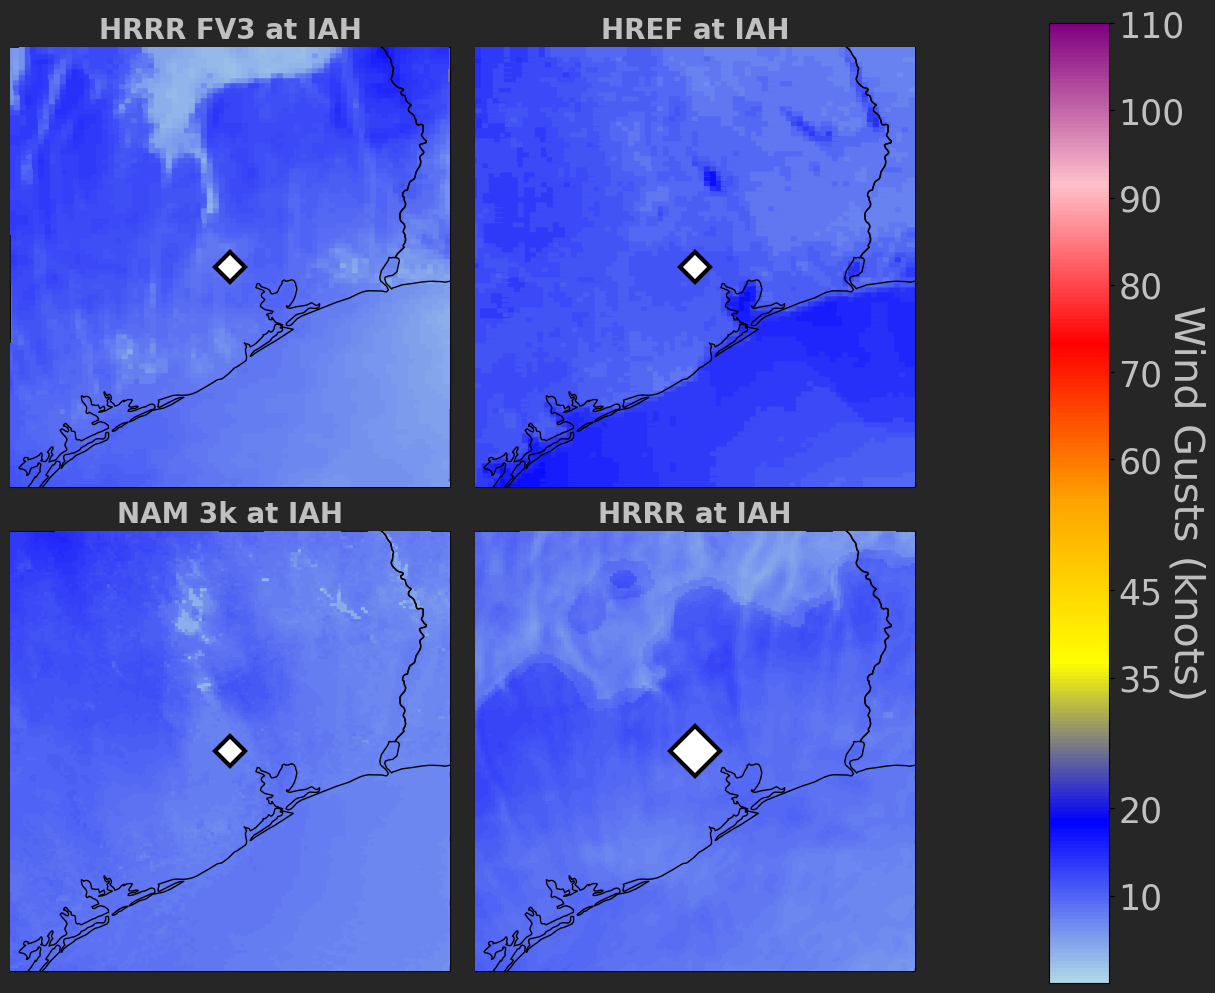 HRRR FV3 at IAH
HREF at IAH
NAM 3k at IAH
HRRR at IAH
110
100
90
80
70
60
45
35
20
10
Wind Gusts (knots)